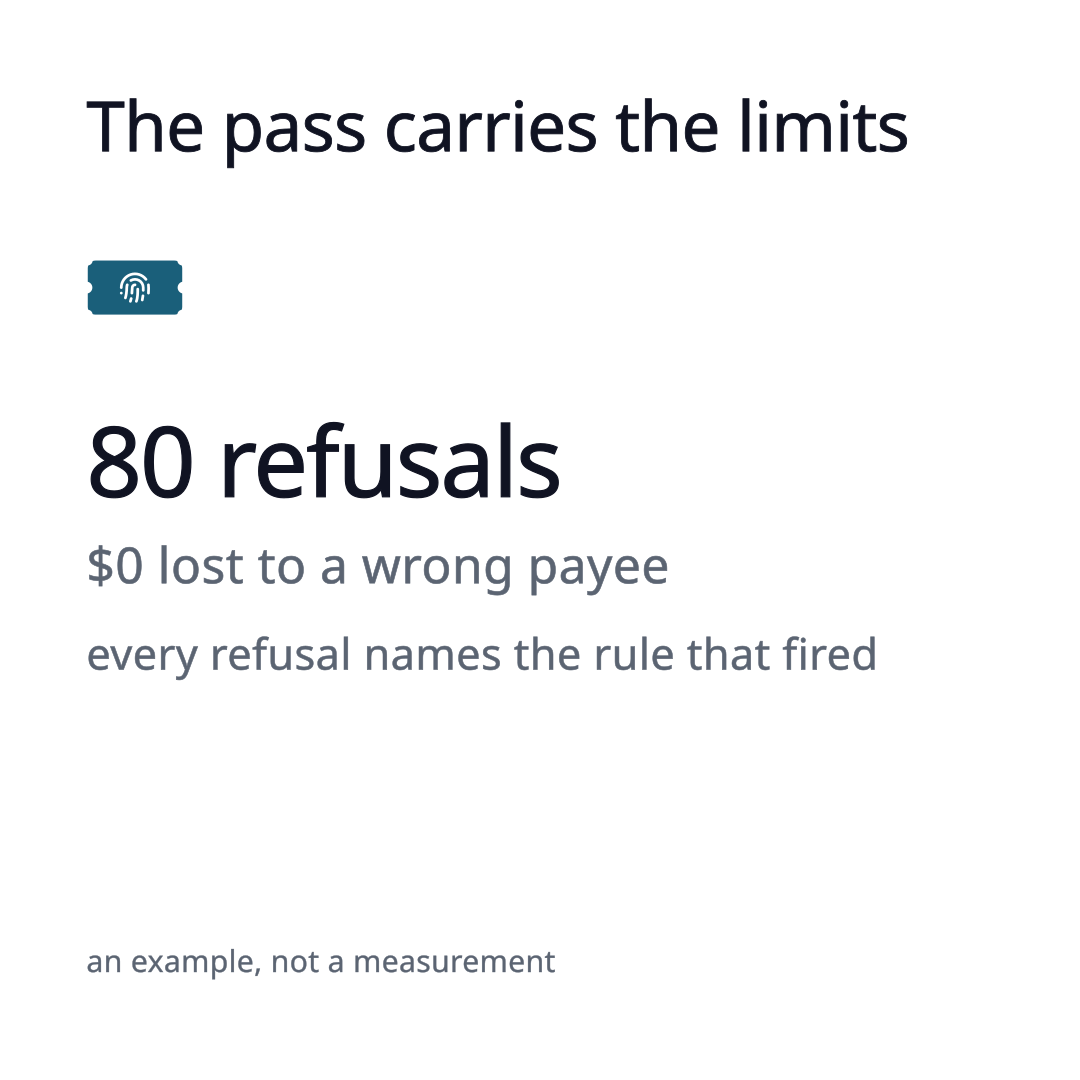 The pass carries the limits
80 refusals
$0 lost to a wrong payee
every refusal names the rule that fired
an example, not a measurement